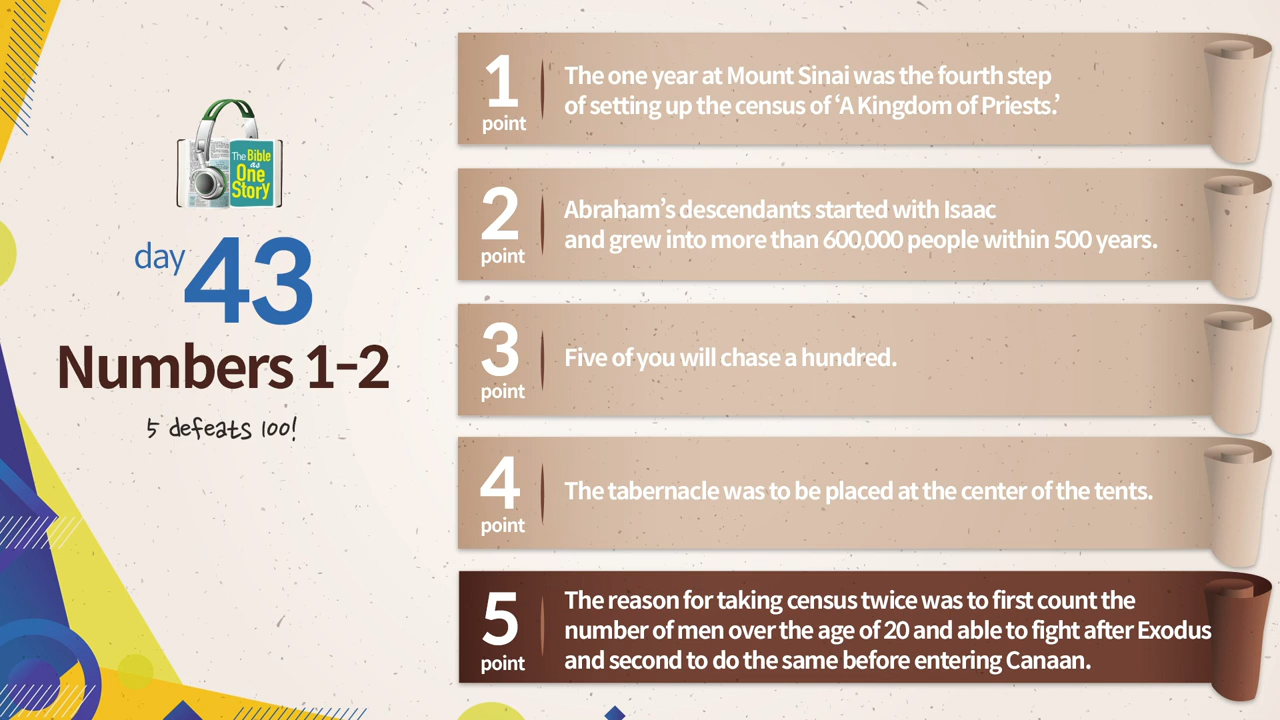 The Bible
as
One
Story
day 43
Numbers 1-2
5 defeats 100!
1
point
The one year at Mount Sinai was the fourth step
of setting up the census of ‘A Kingdom of Priests.’
2
point
Abraham’s descendants started with Isaac
and grew into more than 600,000 people within 500 years.
3
point
Five of you will chase a hundred.
4
point
The tabernacle was to be placed at the center of the tents.
5
point
The reason for taking census twice was to first count the
number of men over the age of 20 and able to fight after Exodus
and second to do the same before entering Canaan.